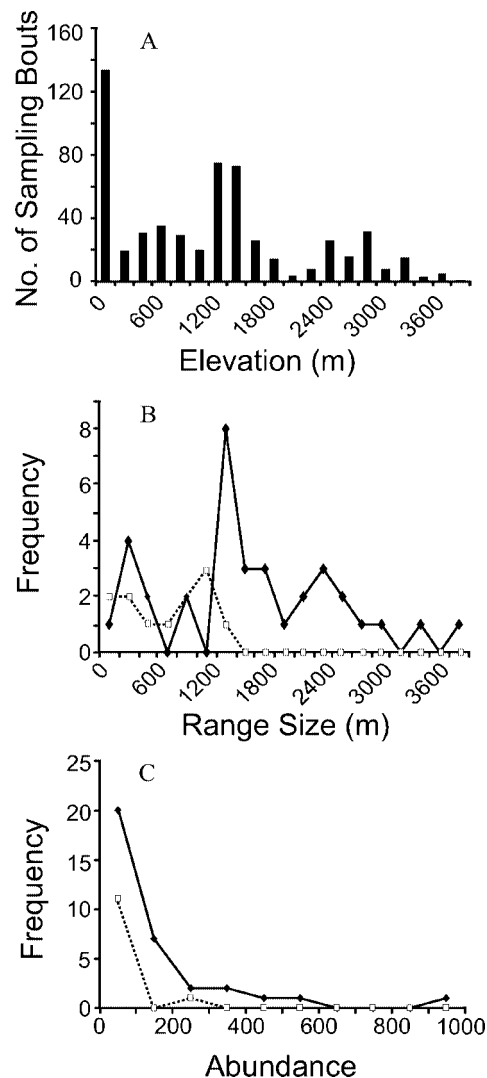 A
No. of Sampling Bouts
160
120
80
40
0
0 600 1200 1800 2400 3000 3600
Elevation (m)
B
Frequency
8
6
4
2
0
0 600 1200 1800 2400 3000 3600
Range Size (m)
C
Frequency
25
20
15
10
5
0
0 200 400 600 800 1000
Abundance